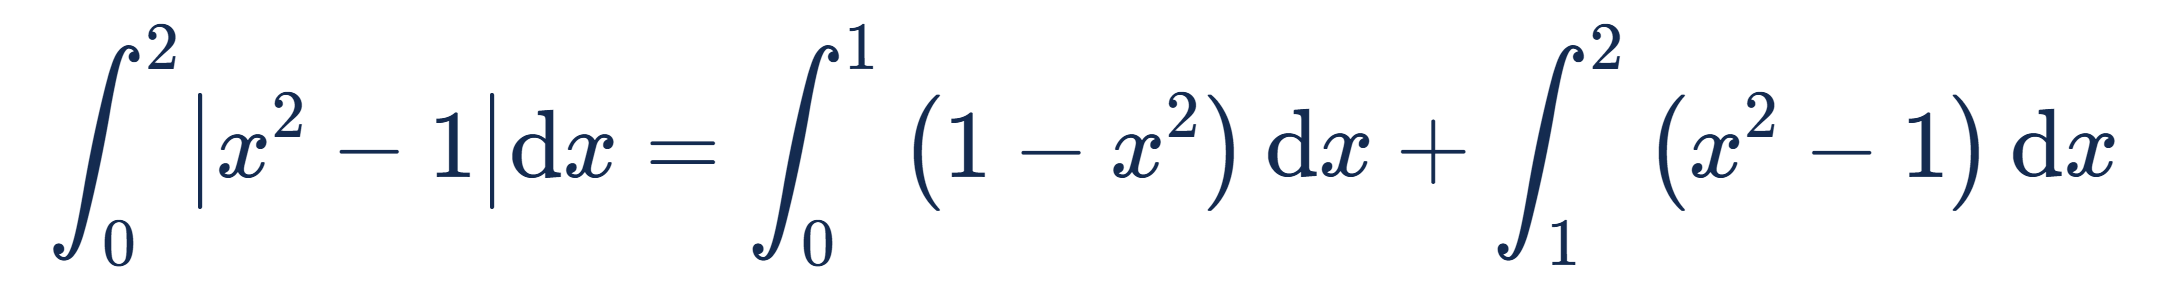 ∫₀² |x² − 1| dx = ∫₀¹ (1 − x²) dx + ∫₁² (x² − 1) dx